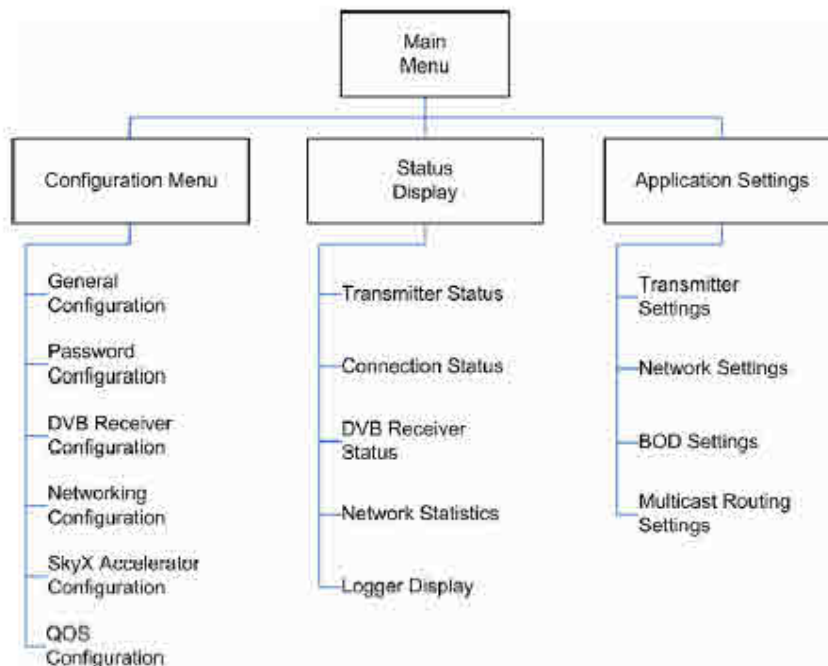 Main
Menu
Configuration Menu
Status
Display
Application Settings
General
Configuration
Password
Configuration
DVB Receiver
Configuration
Networking
Configuration
SkyX Accelerator
Configuration
QOS
Configuration
Transmitter Status
Connection Status
DVB Receiver
Status
Network Statistics
Logger Display
Transmitter
Settings
Network Settings
BOD Settings
Multicast Routing
Settings